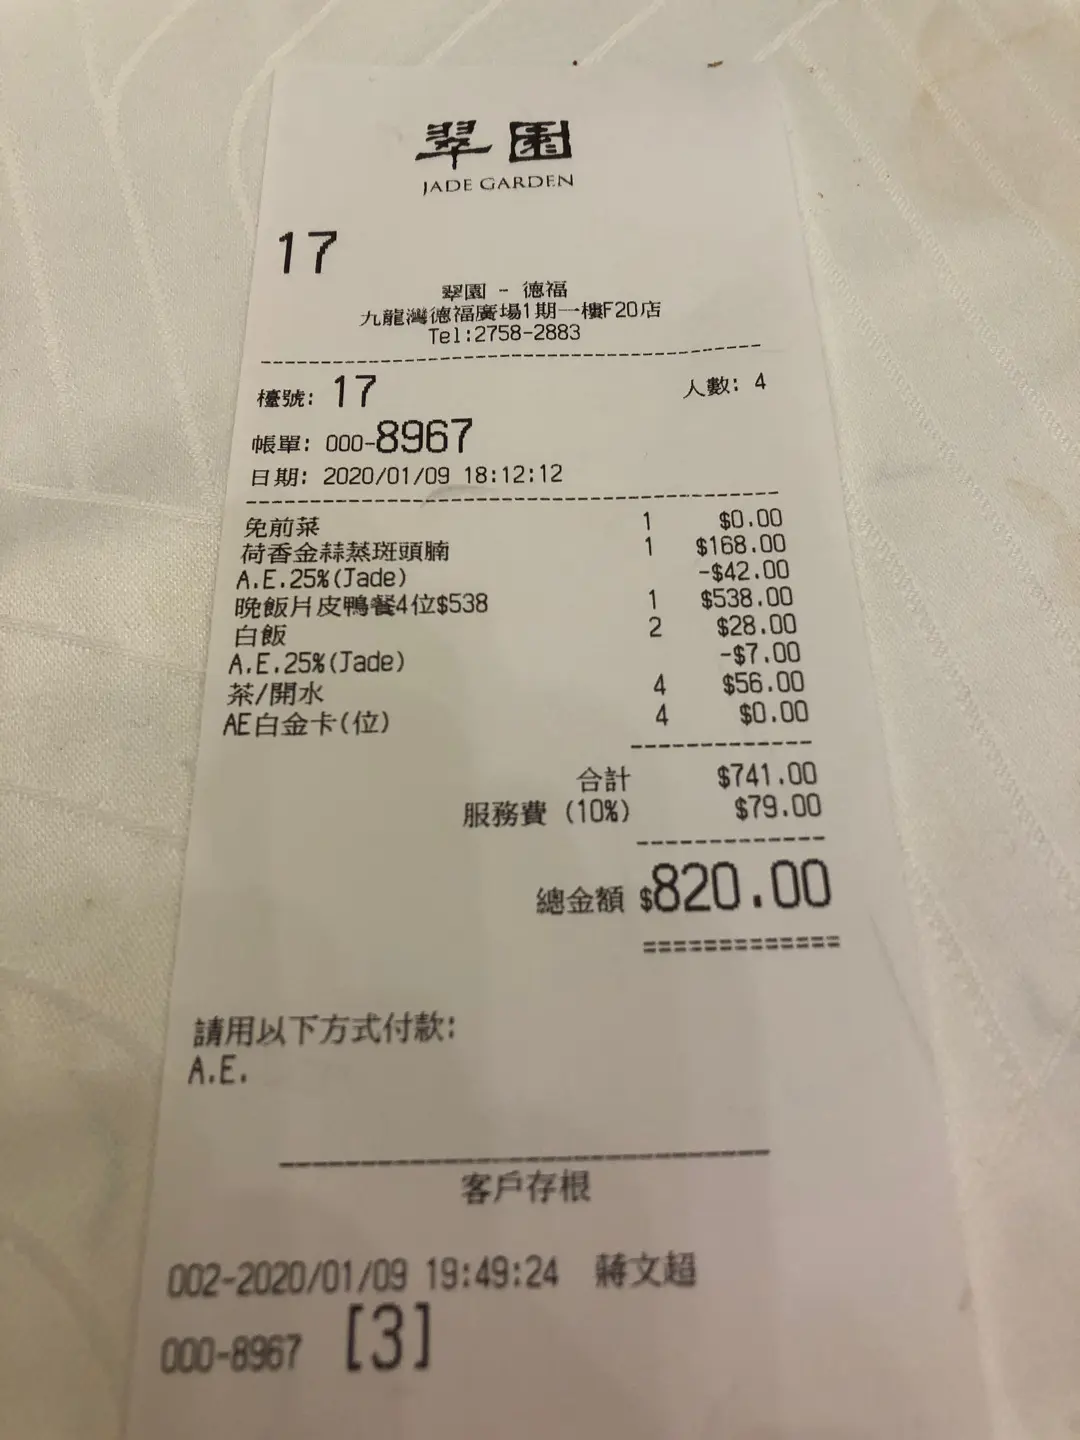 翠園
JADE GARDEN
17
翠園 - 德福
九龍灣德福廣場1期一樓F20店
Tel:2758-2883
檯號: 17 人數: 4
帳單: 000-8967
日期: 2020/01/09 18:12:12
免前菜 1 $0.00
荷香金蒜蒸斑頭腩 1 $168.00
A.E.25%(Jade) -$42.00
晚飯片皮鴨餐4位$538 1 $538.00
白飯 2 $28.00
A.E.25%(Jade) -$7.00
茶/開水 4 $56.00
AE白金卡(位) 4 $0.00
合計 $741.00
服務費 (10%) $79.00
總金額 $820.00
請用以下方式付款:
A.E.
客戶存根
002-2020/01/09 19:49:24 蔣文超
000-8967 [3]